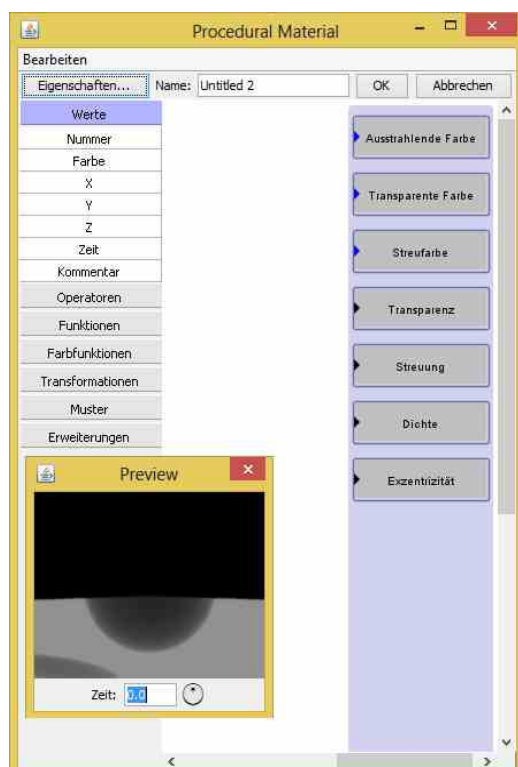 Procedural Material
Bearbeiten
Eigenschaften... Name: Untitled 2 OK Abbrechen
Werte
Nummer
Farbe
X
Y
Z
Zeit
Kommentar
Operatoren
Funktionen
Farbfunktionen
Transformationen
Muster
Erweiterungen
Ausstrahlende Farbe
Transparente Farbe
Streufarbe
Transparenz
Streuung
Dichte
Exzentrizität
Preview
Zeit: 0.0